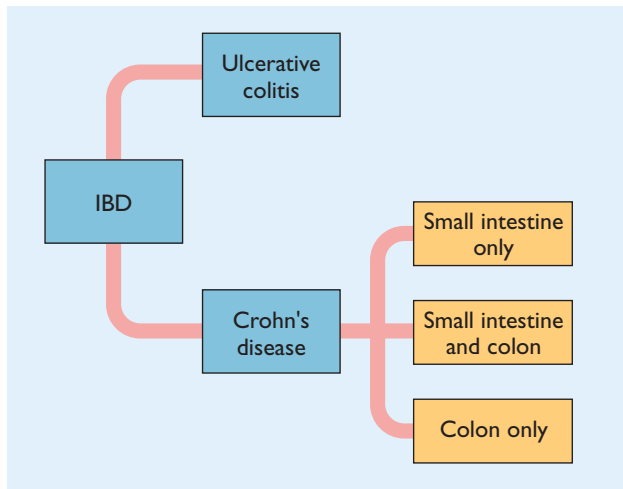 Ulcerative
colitis
IBD
Small intestine
only
Crohn's
disease
Small intestine
and colon
Colon only